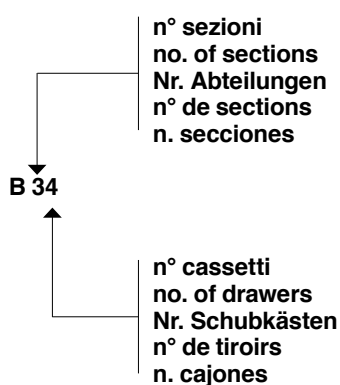 n° sezioni
no. of sections
Nr. Abteilungen
n° de sections
n. secciones
B 34
n° cassetti
no. of drawers
Nr. Schubkästen
n° de tiroirs
n. cajones